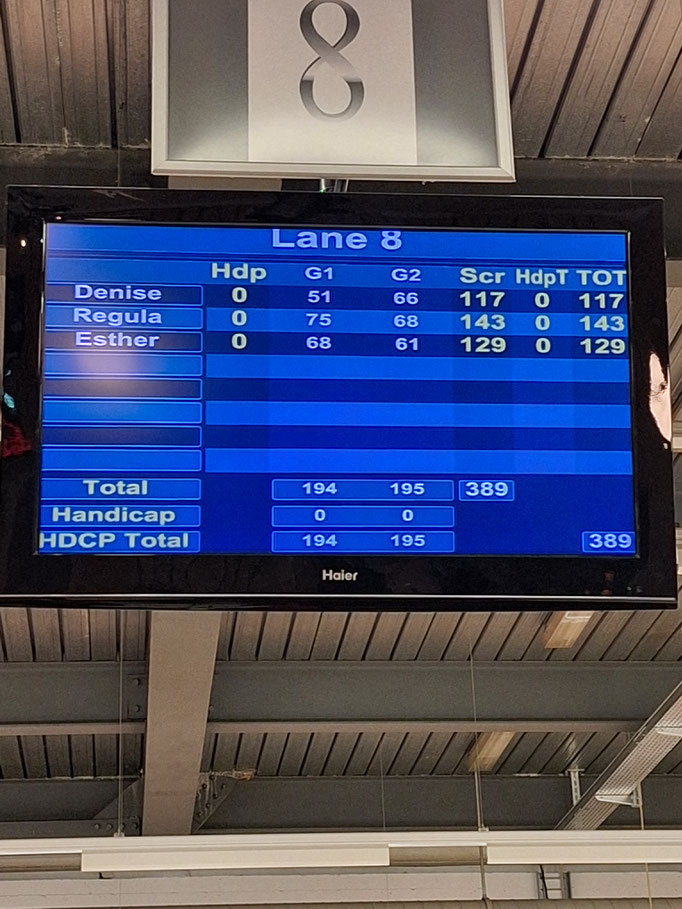 8
Lane 8
Hdp G1 G2 Scr HdpT TOT
Denise 0 51 66 117 0 117
Regula 0 75 68 143 0 143
Esther 0 68 61 129 0 129
Total 194 195 389
Handicap 0 0
HDCP Total 194 195 389
Haier